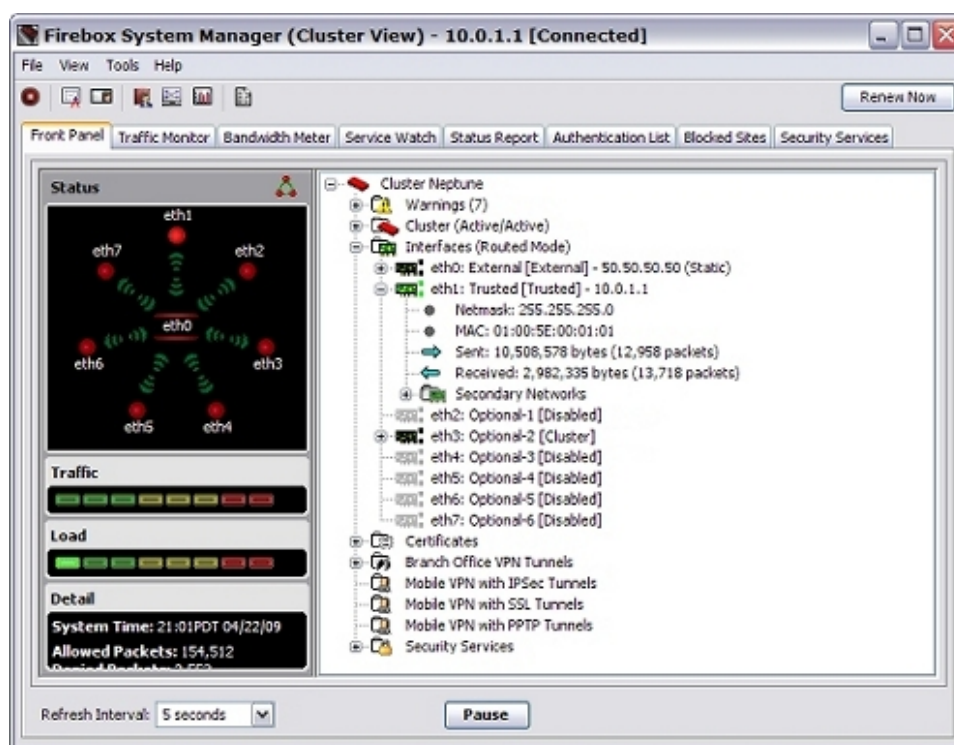 Firebox System Manager (Cluster View) - 10.0.1.1 [Connected]
File View Tools Help
Renew Now
Front Panel Traffic Monitor Bandwidth Meter Service Watch Status Report Authentication List Blocked Sites Security Services
Status
eth1
eth7
eth2
eth0
eth6
eth3
eth5
eth4
Traffic
Load
Detail
System Time: 21:01PDT 04/22/09
Allowed Packets: 154,512
Cluster Neptune
Warnings (7)
Cluster (Active/Active)
Interfaces (Routed Mode)
eth0: External [External] - 50.50.50.50 (Static)
eth1: Trusted [Trusted] - 10.0.1.1
Netmask: 255.255.255.0
MAC: 01:00:5E:00:01:01
Sent: 10,508,578 bytes (12,958 packets)
Received: 2,982,335 bytes (13,718 packets)
Secondary Networks
eth2: Optional-1 [Disabled]
eth3: Optional-2 [Cluster]
eth4: Optional-3 [Disabled]
eth5: Optional-4 [Disabled]
eth6: Optional-5 [Disabled]
eth7: Optional-6 [Disabled]
Certificates
Branch Office VPN Tunnels
Mobile VPN with IPSec Tunnels
Mobile VPN with SSL Tunnels
Mobile VPN with PPTP Tunnels
Security Services
Refresh Interval: 5 seconds
Pause